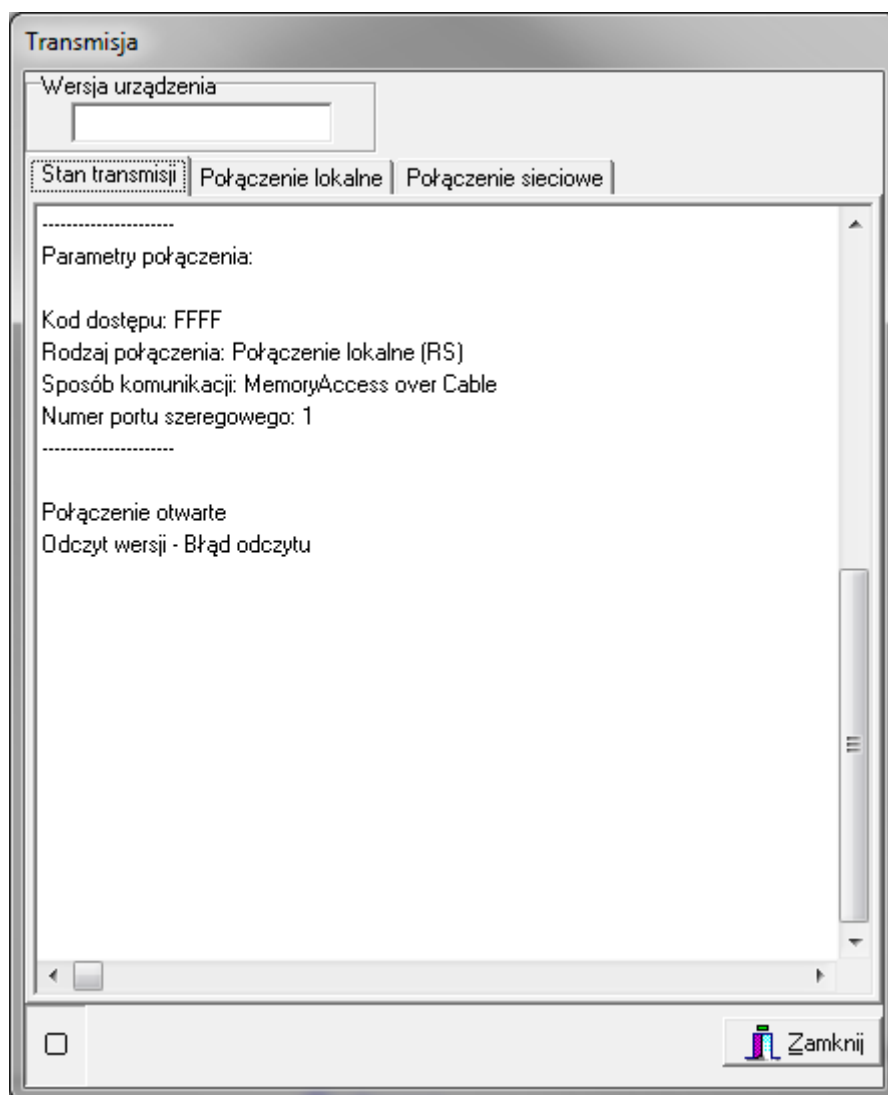 Transmisja
Wersja urządzenia
Stan transmisji Połączenie lokalne Połączenie sieciowe
----------------------
Parametry połączenia:
Kod dostępu: FFFF
Rodzaj połączenia: Połączenie lokalne (RS)
Sposób komunikacji: MemoryAccess over Cable
Numer portu szeregowego: 1
----------------------
Połączenie otwarte
Odczyt wersji - Błąd odczytu
Zamknij